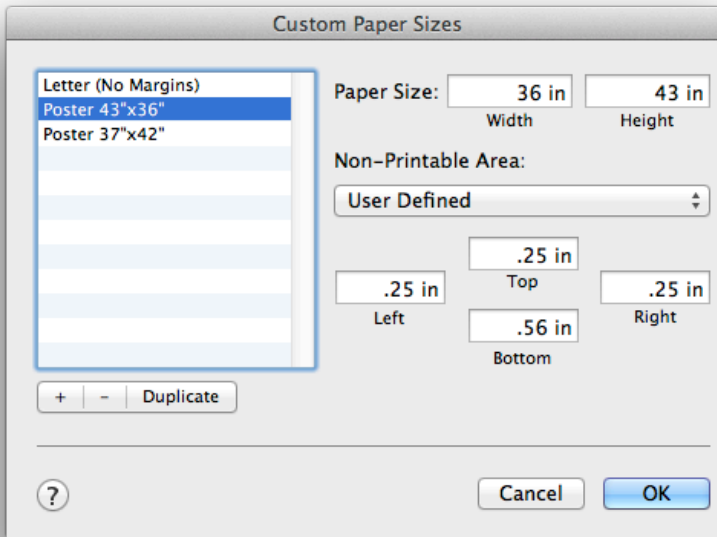 Custom Paper Sizes
Letter (No Margins)
Poster 43"x36"
Poster 37"x42"
+ - Duplicate
Paper Size: 36 in 43 in
Width Height
Non-Printable Area:
User Defined
.25 in
Top
.25 in .25 in
Left Right
.56 in
Bottom
? Cancel OK